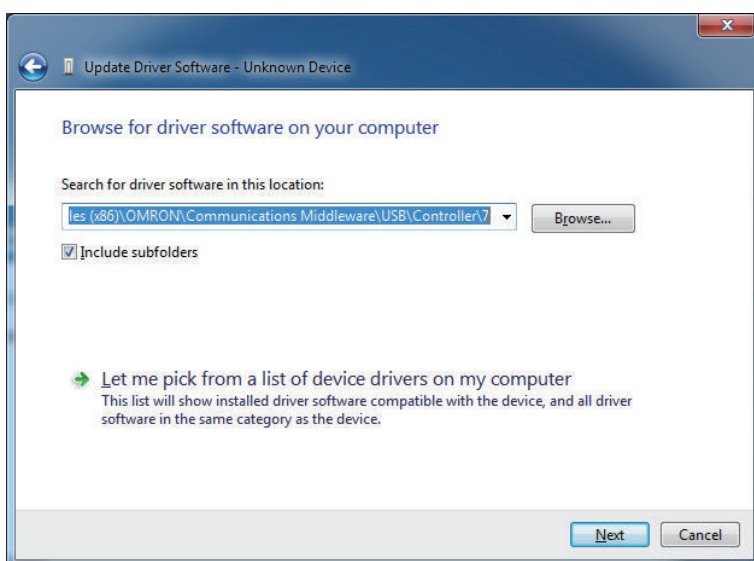 Update Driver Software - Unknown Device
Browse for driver software on your computer
Search for driver software in this location:
les (x86)\OMRON\Communications Middleware\USB\Controller\7
Browse...
Include subfolders
Let me pick from a list of device drivers on my computer
This list will show installed driver software compatible with the device, and all driver
software in the same category as the device.
Next Cancel